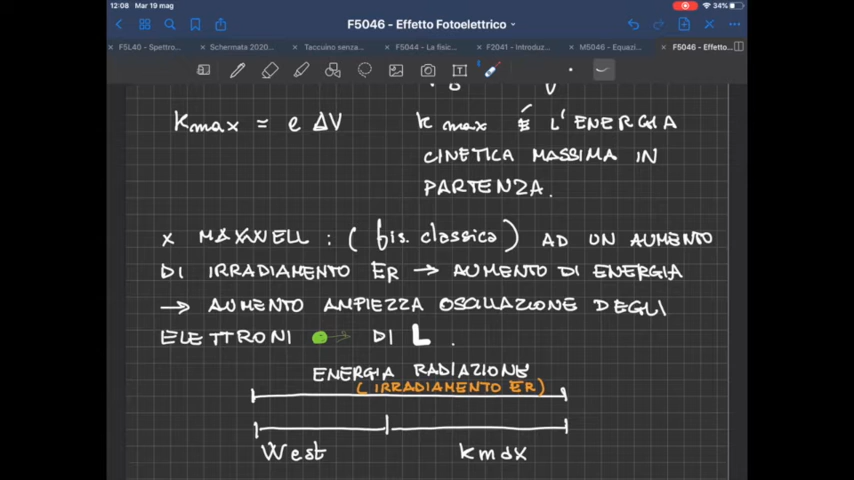 12:08 Mar 19 mag
34%
F5046 - Effetto Fotoelettrico
F5L40 - Spettro...
Schermata 2020...
Taccuino senza...
F5044 - La fisic...
F2041 - Introduz...
M5046 - Equazi...
F5046 - Effetto...
Kmax = e ΔV
K max È L'ENERGIA
CINETICA MASSIMA IN
PARTENZA.
x MAXWELL : ( fis. classica ) AD UN AUMENTO
DI IRRADIAMENTO ER → AUMENTO DI ENERGIA
→ AUMENTO AMPIEZZA OSCILLAZIONE DEGLI
ELETTRONI → DI L .
ENERGIA RADIAZIONE
( IRRADIAMENTO ER )
West
Kmax